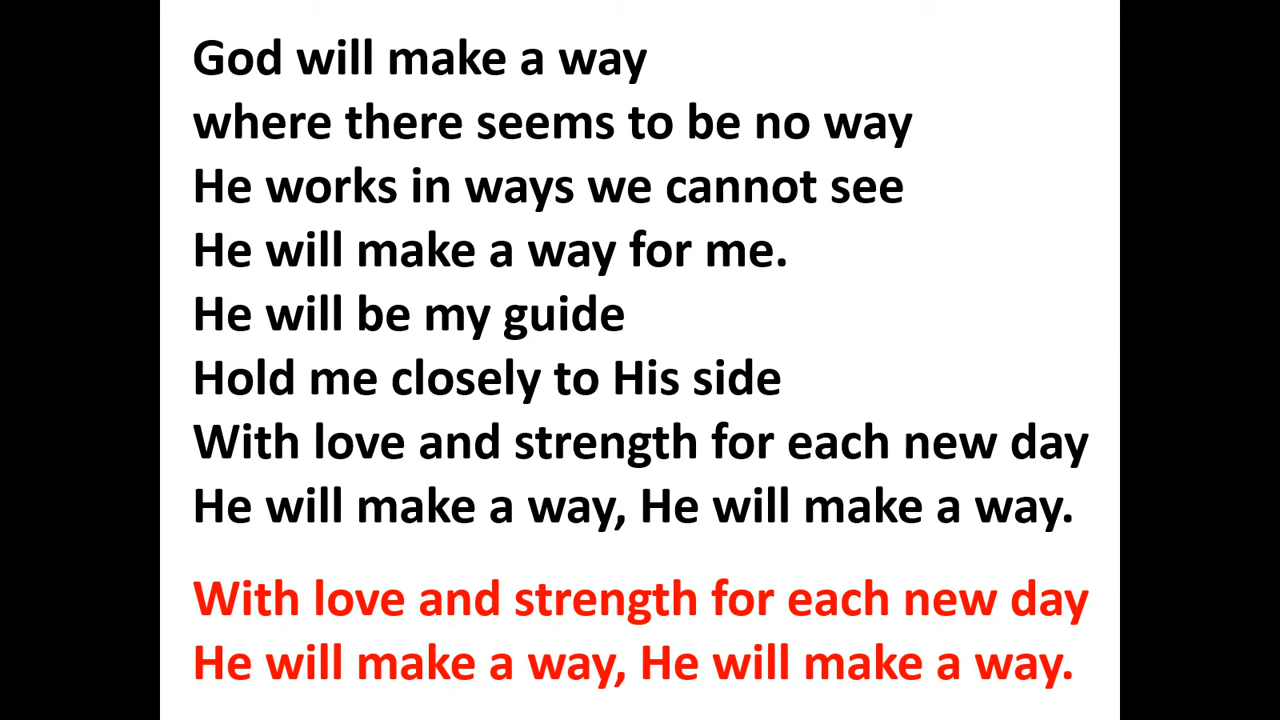 God will make a way
where there seems to be no way
He works in ways we cannot see
He will make a way for me.
He will be my guide
Hold me closely to His side
With love and strength for each new day
He will make a way, He will make a way.
With love and strength for each new day
He will make a way, He will make a way.